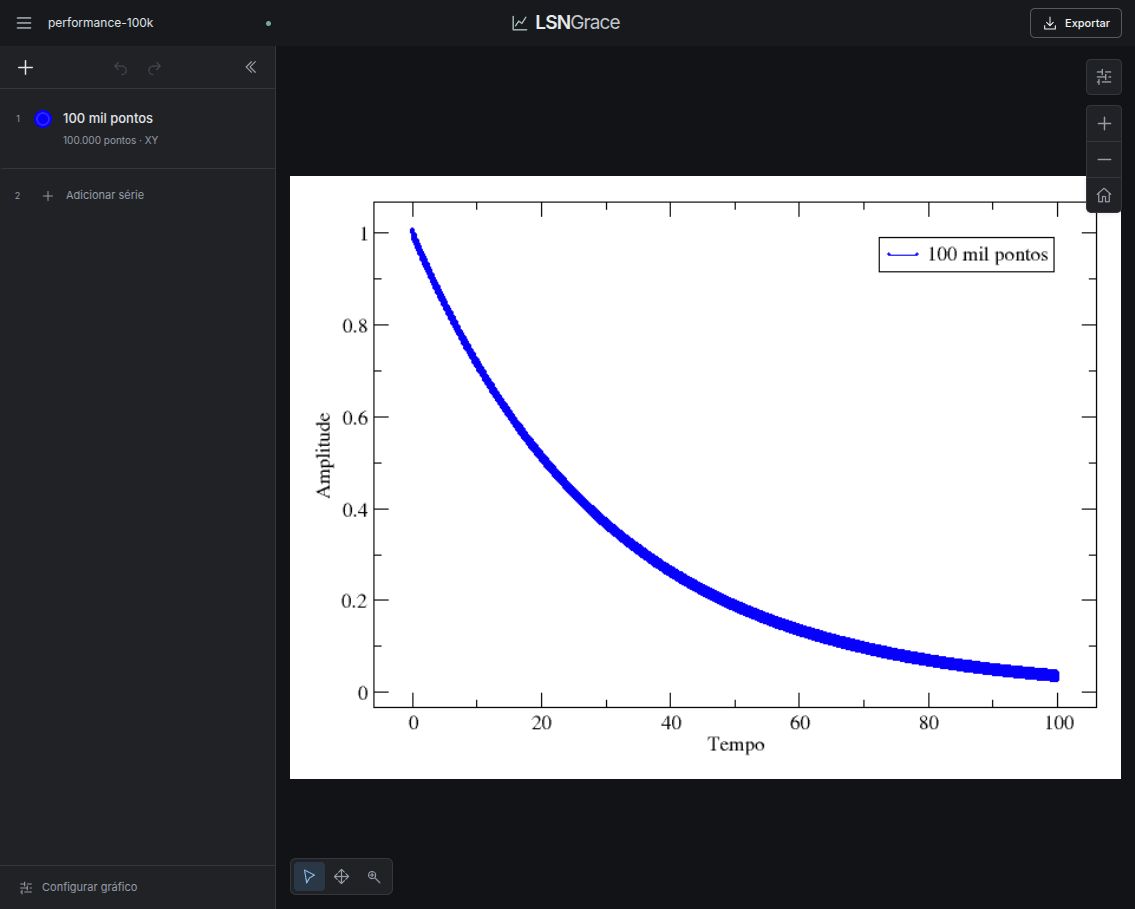 performance-100k
LSNGrace
Exportar
1
100 mil pontos
100.000 pontos · XY
2
Adicionar série
100 mil pontos
1
0.8
0.6
0.4
0.2
0
Amplitude
0 20 40 60 80 100
Tempo
Configurar gráfico